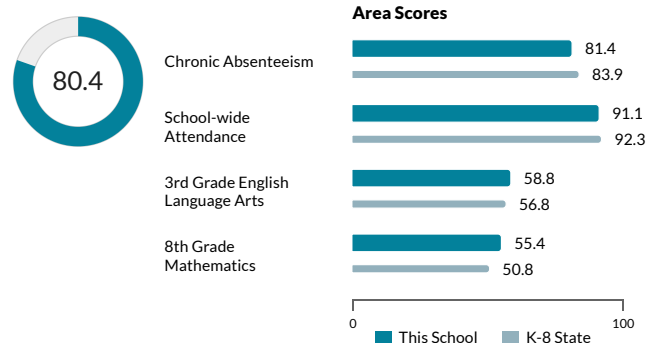 Area Scores
80.4
Chronic Absenteeism
81.4
83.9
School-wide
Attendance
91.1
92.3
3rd Grade English
Language Arts
58.8
56.8
8th Grade
Mathematics
55.4
50.8
0
100
This School
K-8 State